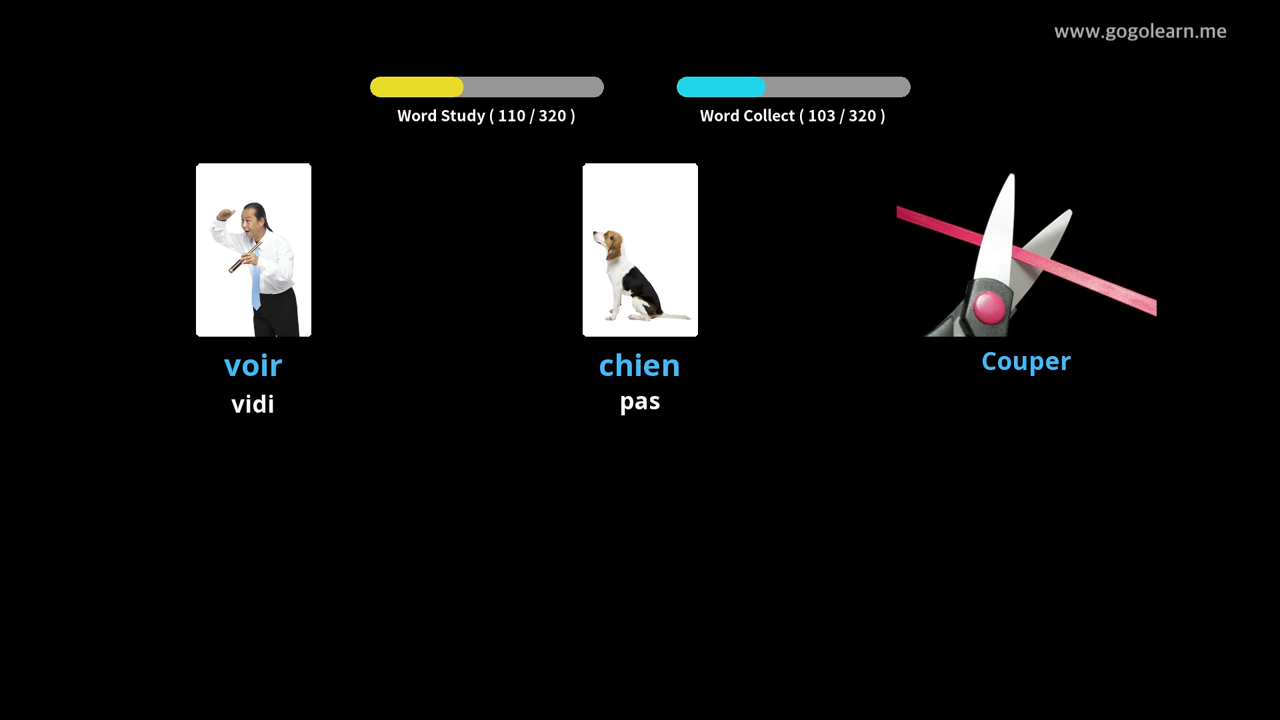 www.gogolearn.me
Word Study ( 110 / 320 )
Word Collect ( 103 / 320 )
voir
vidi
chien
pas
Couper